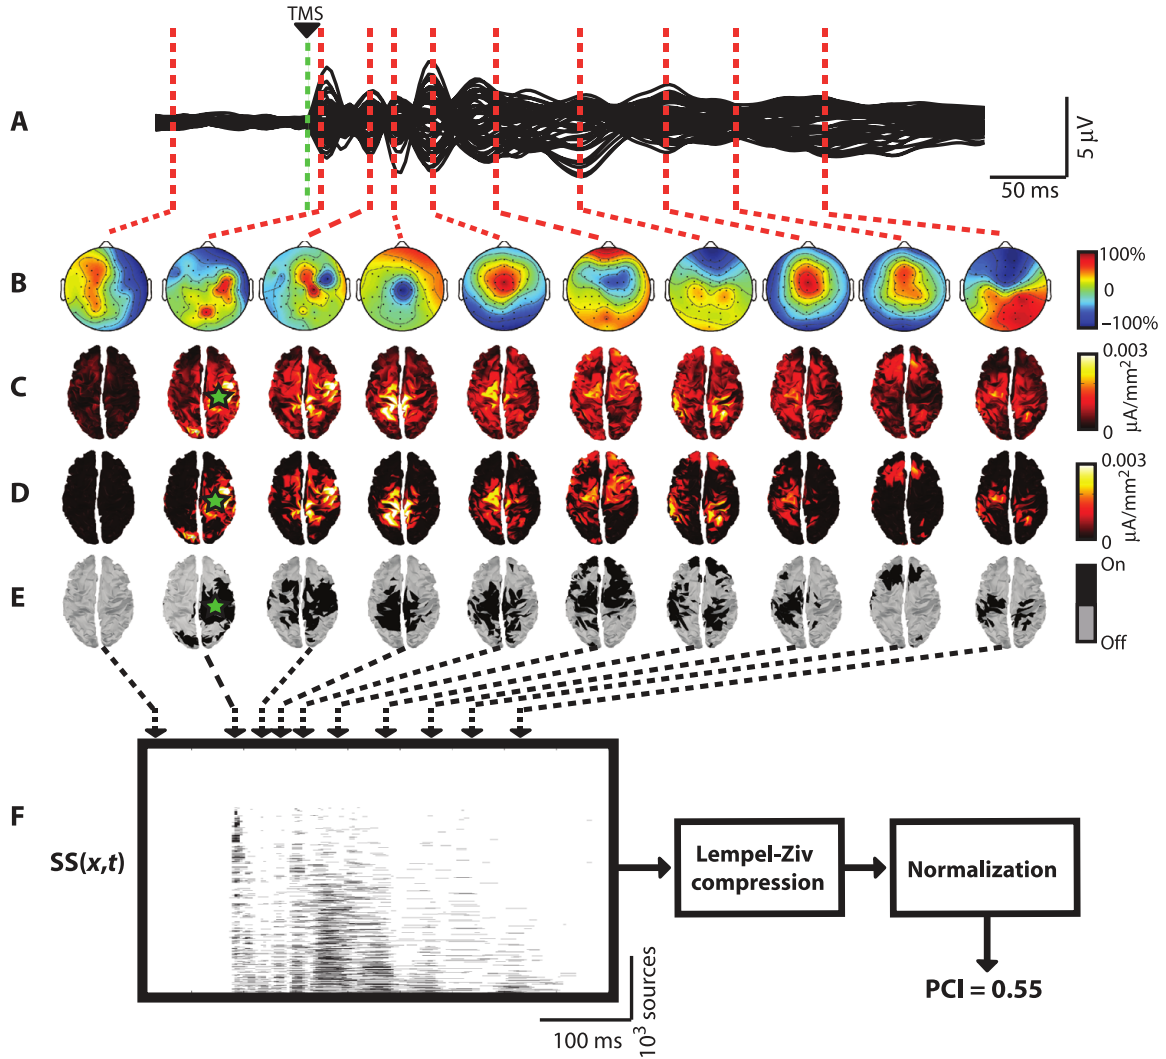 TMS
A
5 µV
50 ms
B
100%
0
−100%
C
0.003
µA/mm²
0
D
0.003
µA/mm²
0
E
On
Off
F
SS(x,t)
Lempel-Ziv
compression
Normalization
PCI = 0.55
10³ sources
100 ms